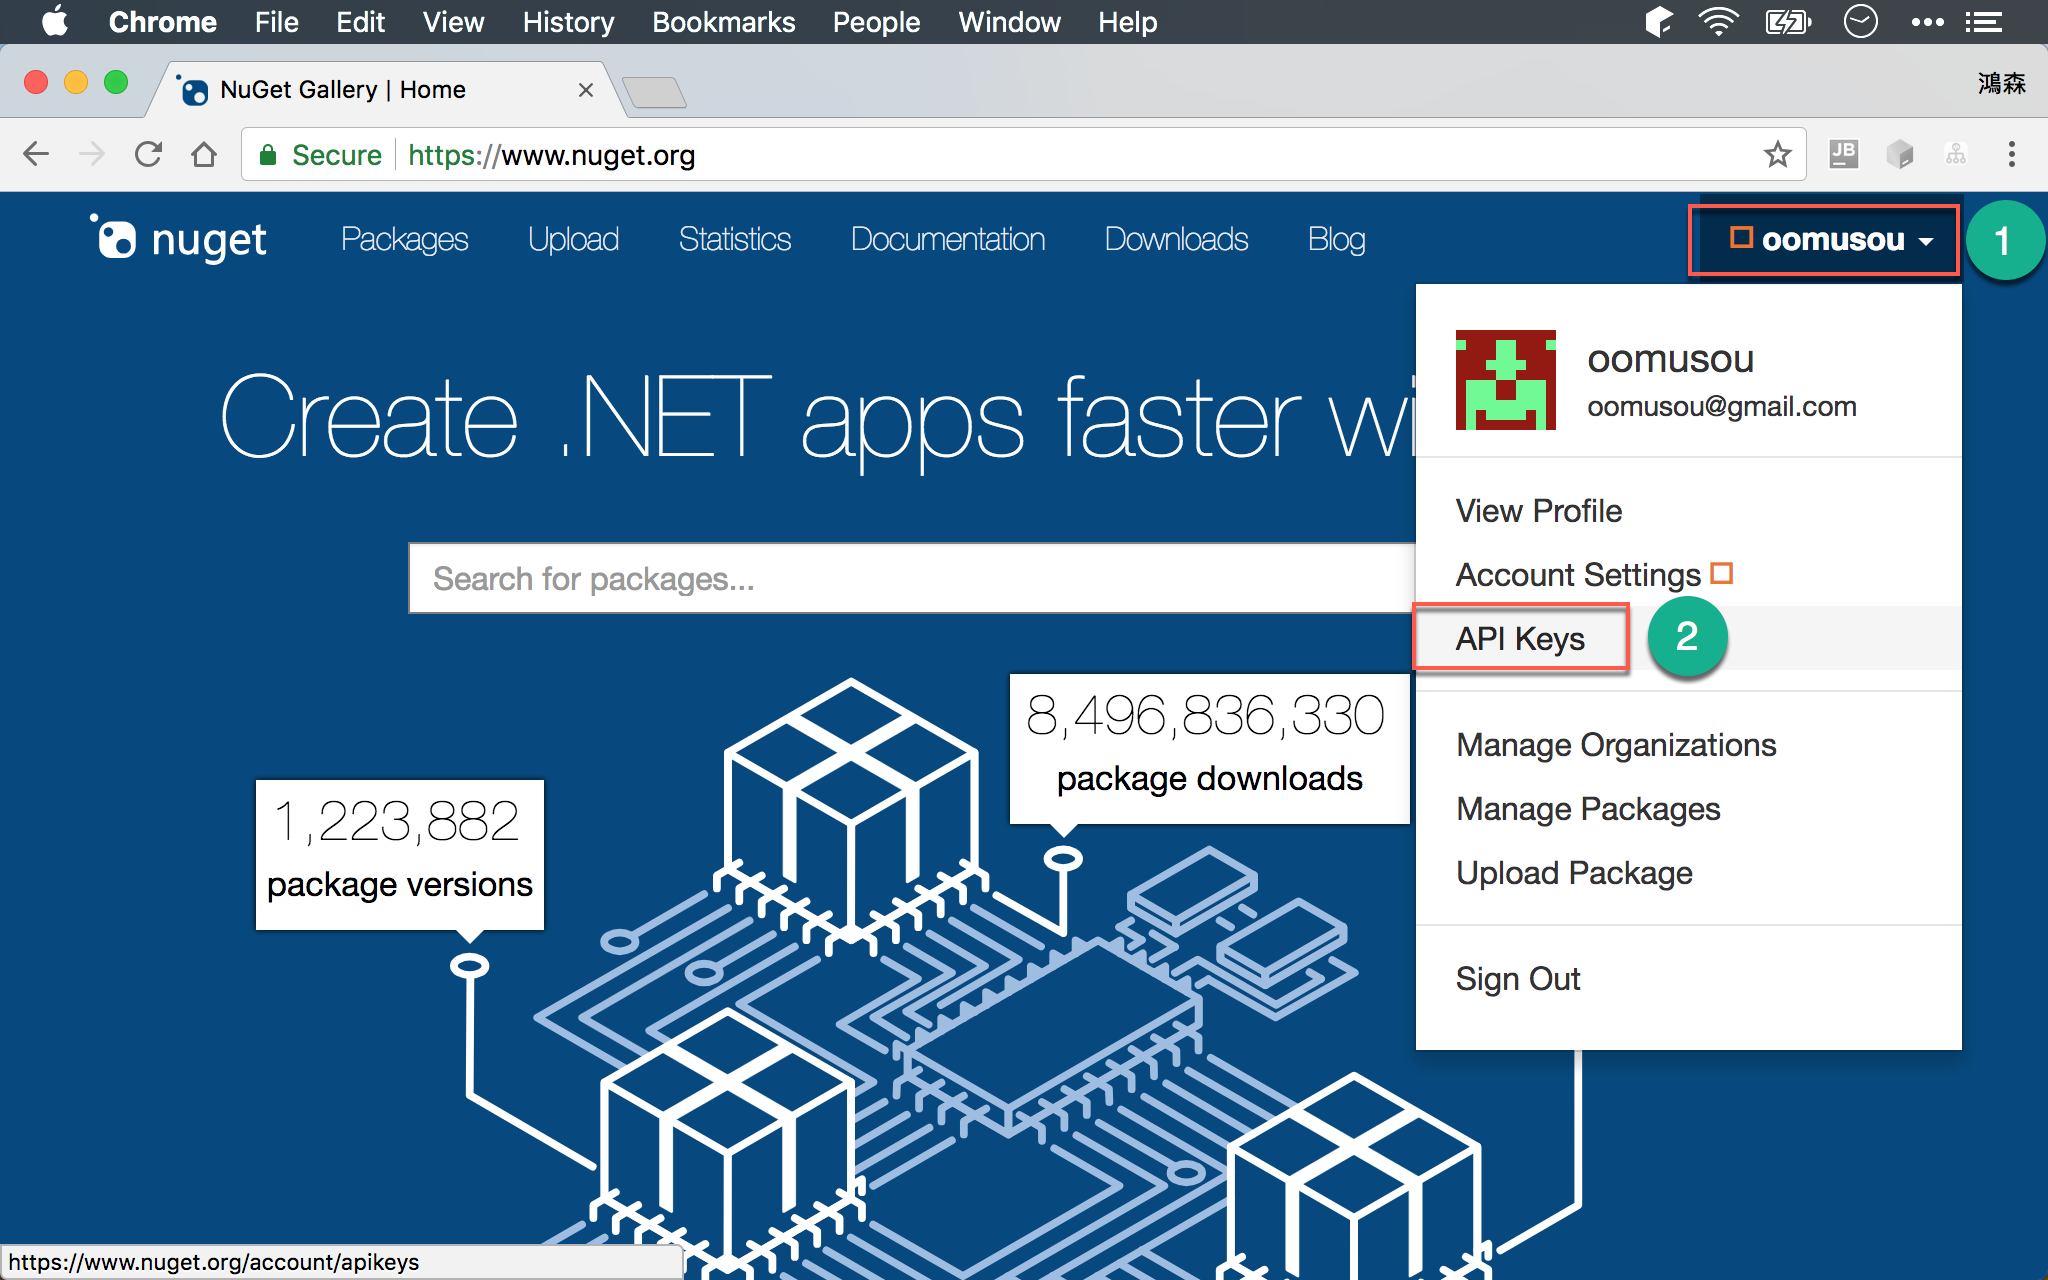 Chrome File Edit View History Bookmarks People Window Help
NuGet Gallery | Home
鴻森
Secure https://www.nuget.org
JB
nuget Packages Upload Statistics Documentation Downloads Blog oomusou 1
oomusou
oomusou@gmail.com
Create .NET apps faster wi
View Profile
Search for packages...
Account Settings
API Keys 2
8,496,836,330
package downloads
Manage Organizations
1,223,882
package versions
Manage Packages
Upload Package
Sign Out
https://www.nuget.org/account/apikeys